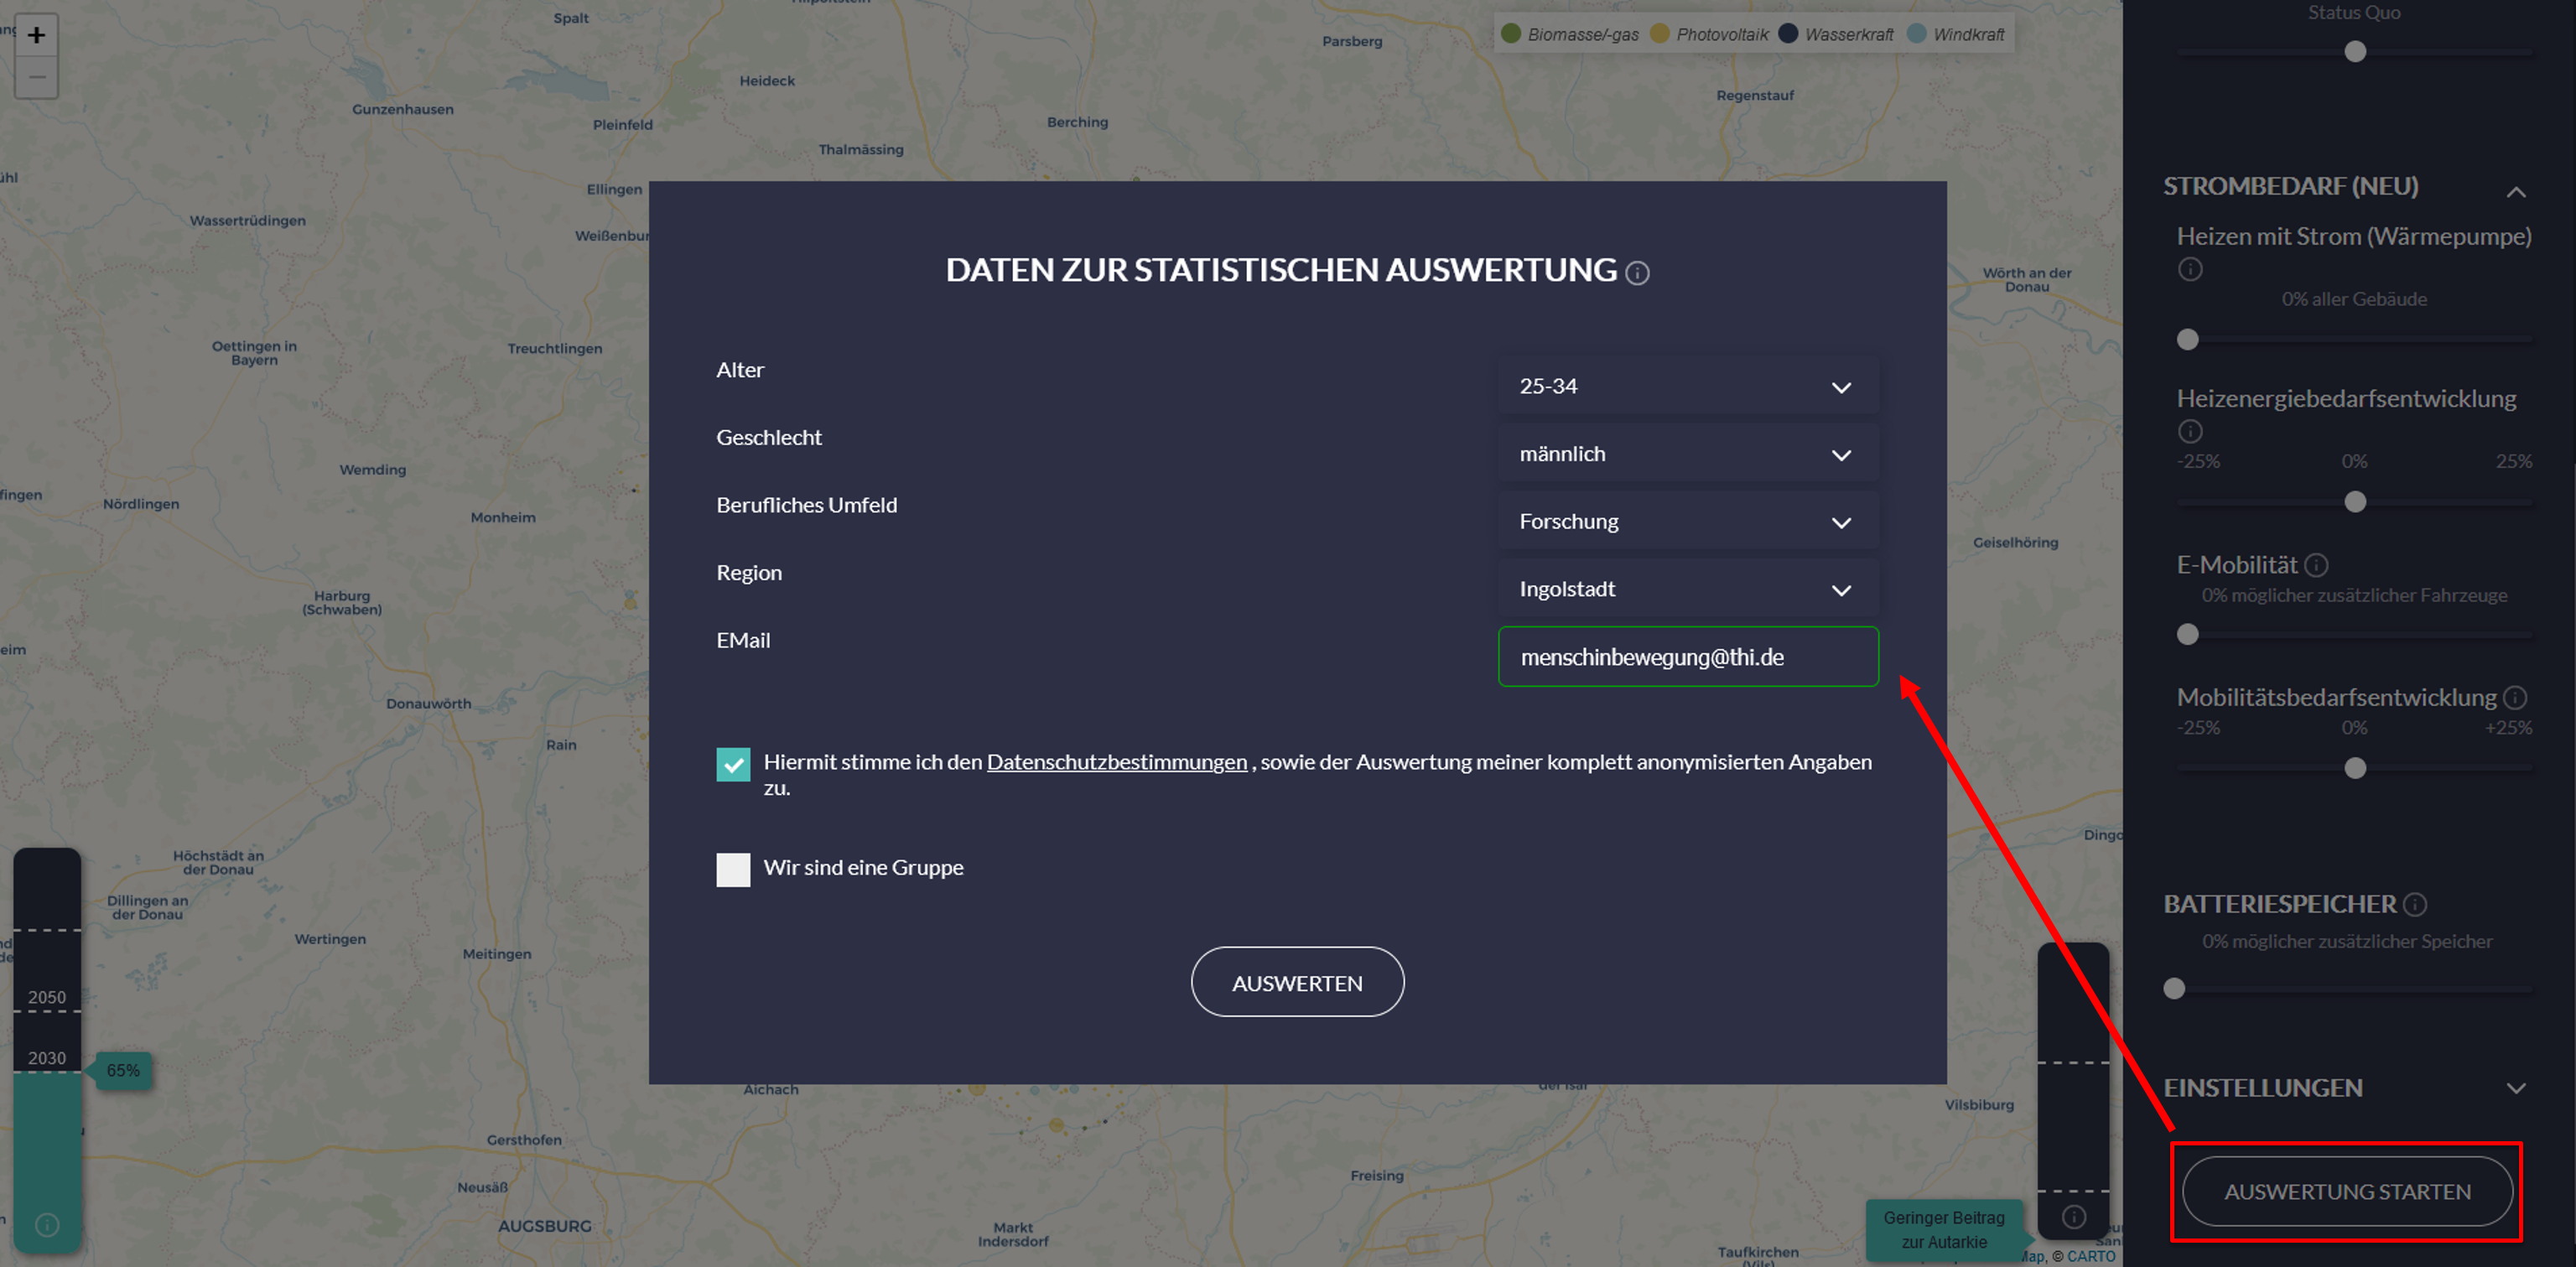 Spalt
Parsberg
Biomasse/-gas Photovoltaik Wasserkraft Windkraft
Heideck
Gunzenhausen
Regenstauf
Pleinfeld
Berching
Thalmässing
Ellingen
Wassertrüdingen
Weißenbur
Oettingen in
Bayern
Treuchtlingen
Wemding
Nördlingen
Monheim
Harburg
(Schwaben)
Donauwörth
Rain
Höchstädt an
der Donau
Dillingen an
der Donau
Wertingen
Meitingen
Aichach
Gersthofen
Neusäß
AUGSBURG
Markt
Indersdorf
Freising
Taufkirchen
(Vils)
Vilsbiburg
Wörth an der
Donau
Geiselhöring
Dingo
2050
2030
65%
DATEN ZUR STATISTISCHEN AUSWERTUNG
Alter
25-34
Geschlecht
männlich
Berufliches Umfeld
Forschung
Region
Ingolstadt
EMail
menschinbewegung@thi.de
Hiermit stimme ich den Datenschutzbestimmungen , sowie der Auswertung meiner komplett anonymisierten Angaben
zu.
Wir sind eine Gruppe
AUSWERTEN
Geringer Beitrag
zur Autarkie
Map, © CARTO
Status Quo
STROMBEDARF (NEU)
Heizen mit Strom (Wärmepumpe)
0% aller Gebäude
Heizenergiebedarfsentwicklung
-25% 0% 25%
E-Mobilität
0% möglicher zusätzlicher Fahrzeuge
Mobilitätsbedarfsentwicklung
-25% 0% +25%
BATTERIESPEICHER
0% möglicher zusätzlicher Speicher
EINSTELLUNGEN
AUSWERTUNG STARTEN